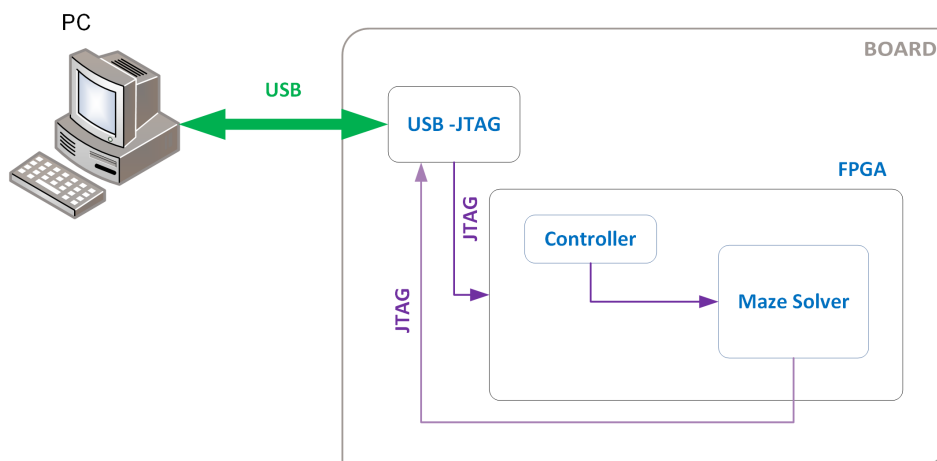 PC
BOARD
USB
USB -JTAG
FPGA
JTAG
Controller
JTAG
Maze Solver